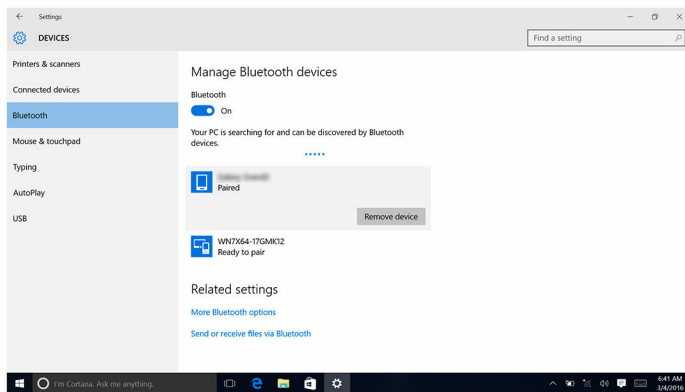 Settings
DEVICES
Find a setting
Printers & scanners
Connected devices
Bluetooth
Mouse & touchpad
Typing
AutoPlay
USB
Manage Bluetooth devices
Bluetooth
On
Your PC is searching for and can be discovered by Bluetooth
devices.
Paired
Remove device
WN7X64-17GMK12
Ready to pair
Related settings
More Bluetooth options
Send or receive files via Bluetooth
I'm Cortana. Ask me anything.
6:41 AM
3/4/2016